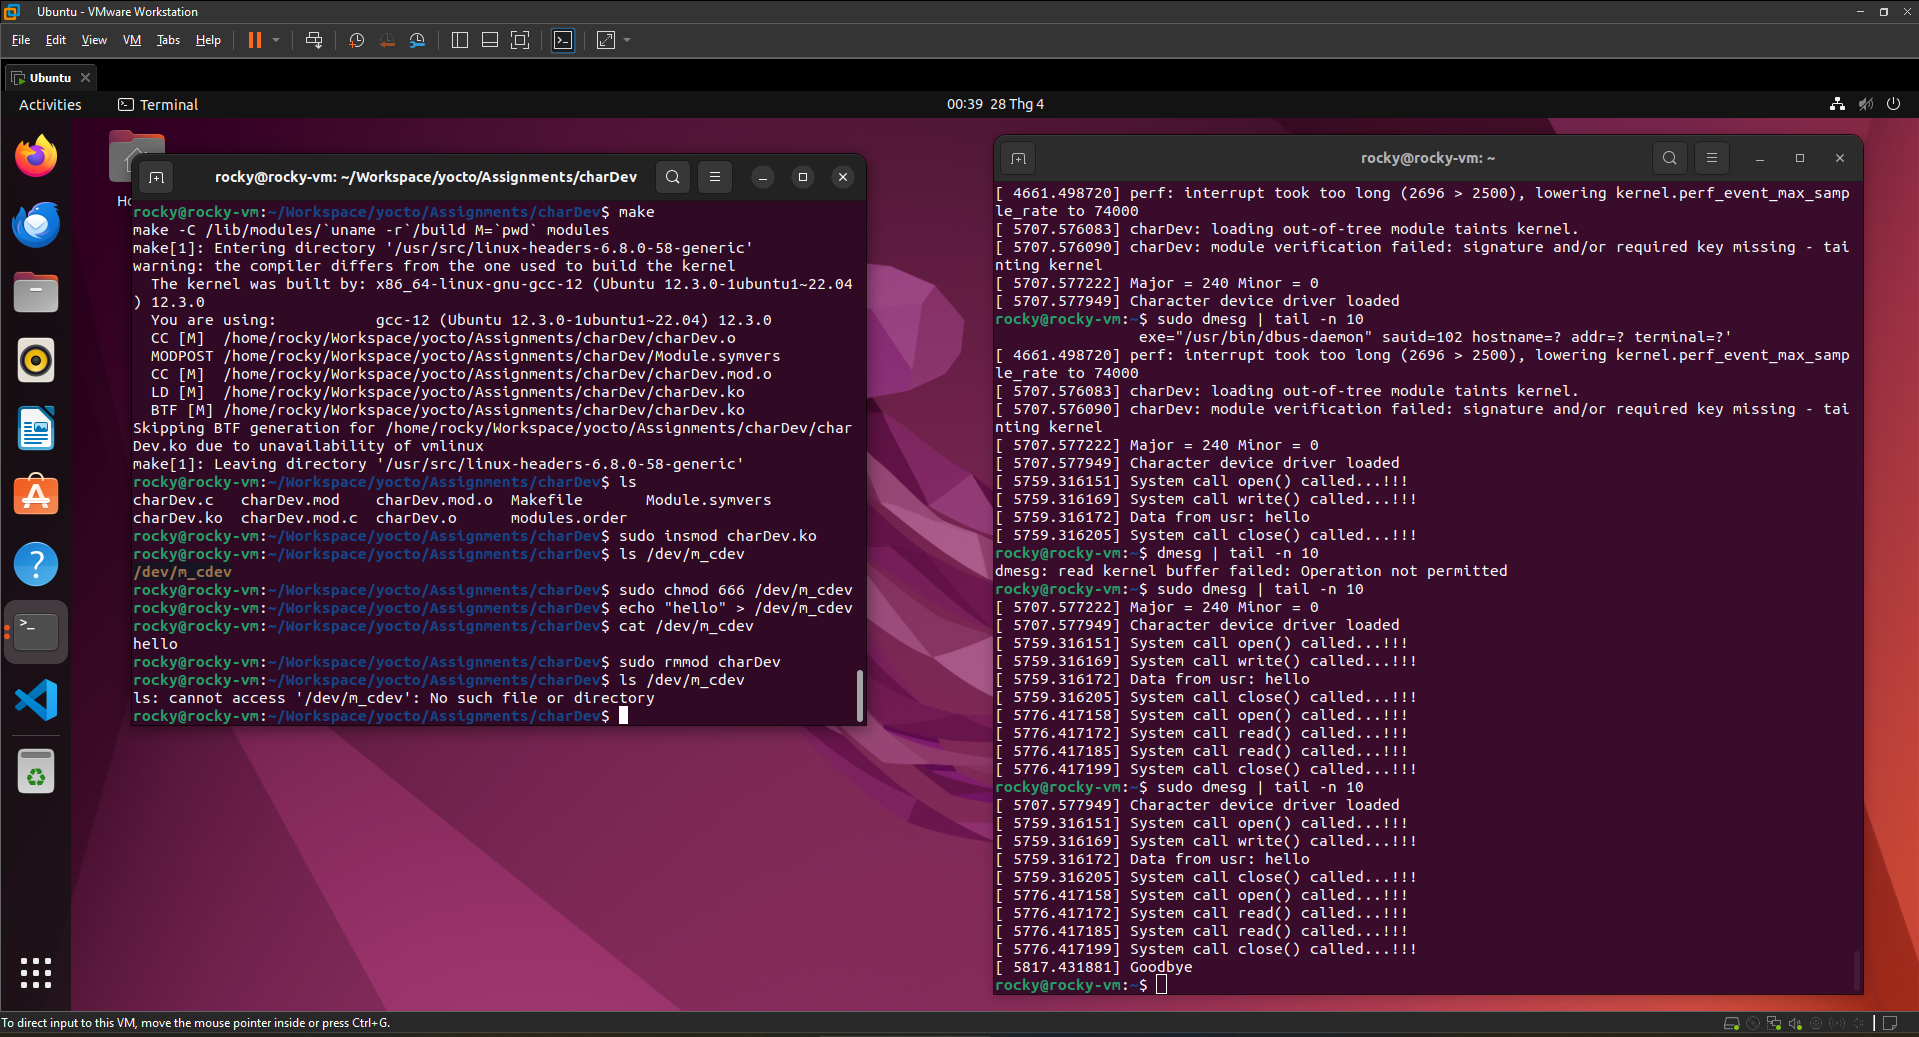 Ubuntu - VMware Workstation
File Edit View VM Tabs Help
Ubuntu
Activities Terminal 00:39 28 Thg 4
rocky@rocky-vm: ~/Workspace/yocto/Assignments/charDev
rocky@rocky-vm:~/Workspace/yocto/Assignments/charDev$ make
make -C /lib/modules/`uname -r`/build M=`pwd` modules
make[1]: Entering directory '/usr/src/linux-headers-6.8.0-58-generic'
warning: the compiler differs from the one used to build the kernel
  The kernel was built by: x86_64-linux-gnu-gcc-12 (Ubuntu 12.3.0-1ubuntu1~22.04
) 12.3.0
  You are using:           gcc-12 (Ubuntu 12.3.0-1ubuntu1~22.04) 12.3.0
  CC [M]  /home/rocky/Workspace/yocto/Assignments/charDev/charDev.o
  MODPOST /home/rocky/Workspace/yocto/Assignments/charDev/Module.symvers
  CC [M]  /home/rocky/Workspace/yocto/Assignments/charDev/charDev.mod.o
  LD [M]  /home/rocky/Workspace/yocto/Assignments/charDev/charDev.ko
  BTF [M] /home/rocky/Workspace/yocto/Assignments/charDev/charDev.ko
Skipping BTF generation for /home/rocky/Workspace/yocto/Assignments/charDev/char
Dev.ko due to unavailability of vmlinux
make[1]: Leaving directory '/usr/src/linux-headers-6.8.0-58-generic'
rocky@rocky-vm:~/Workspace/yocto/Assignments/charDev$ ls
charDev.c   charDev.mod    charDev.mod.o  Makefile       Module.symvers
charDev.ko  charDev.mod.c  charDev.o      modules.order
rocky@rocky-vm:~/Workspace/yocto/Assignments/charDev$ sudo insmod charDev.ko
rocky@rocky-vm:~/Workspace/yocto/Assignments/charDev$ ls /dev/m_cdev
/dev/m_cdev
rocky@rocky-vm:~/Workspace/yocto/Assignments/charDev$ sudo chmod 666 /dev/m_cdev
rocky@rocky-vm:~/Workspace/yocto/Assignments/charDev$ echo "hello" > /dev/m_cdev
rocky@rocky-vm:~/Workspace/yocto/Assignments/charDev$ cat /dev/m_cdev
hello
rocky@rocky-vm:~/Workspace/yocto/Assignments/charDev$ sudo rmmod charDev
rocky@rocky-vm:~/Workspace/yocto/Assignments/charDev$ ls /dev/m_cdev
ls: cannot access '/dev/m_cdev': No such file or directory
rocky@rocky-vm:~/Workspace/yocto/Assignments/charDev$
rocky@rocky-vm: ~
[ 4661.498720] perf: interrupt took too long (2696 > 2500), lowering kernel.perf_event_max_samp
le_rate to 74000
[ 5707.576083] charDev: loading out-of-tree module taints kernel.
[ 5707.576090] charDev: module verification failed: signature and/or required key missing - tai
nting kernel
[ 5707.577222] Major = 240 Minor = 0
[ 5707.577949] Character device driver loaded
rocky@rocky-vm:~$ sudo dmesg | tail -n 10
                exe="/usr/bin/dbus-daemon" sauid=102 hostname=? addr=? terminal=?'
[ 4661.498720] perf: interrupt took too long (2696 > 2500), lowering kernel.perf_event_max_samp
le_rate to 74000
[ 5707.576083] charDev: loading out-of-tree module taints kernel.
[ 5707.576090] charDev: module verification failed: signature and/or required key missing - tai
nting kernel
[ 5707.577222] Major = 240 Minor = 0
[ 5707.577949] Character device driver loaded
[ 5759.316151] System call open() called...!!!
[ 5759.316169] System call write() called...!!!
[ 5759.316172] Data from usr: hello
[ 5759.316205] System call close() called...!!!
rocky@rocky-vm:~$ dmesg | tail -n 10
dmesg: read kernel buffer failed: Operation not permitted
rocky@rocky-vm:~$ sudo dmesg | tail -n 10
[ 5707.577222] Major = 240 Minor = 0
[ 5707.577949] Character device driver loaded
[ 5759.316151] System call open() called...!!!
[ 5759.316169] System call write() called...!!!
[ 5759.316172] Data from usr: hello
[ 5759.316205] System call close() called...!!!
[ 5776.417158] System call open() called...!!!
[ 5776.417172] System call read() called...!!!
[ 5776.417185] System call read() called...!!!
[ 5776.417199] System call close() called...!!!
rocky@rocky-vm:~$ sudo dmesg | tail -n 10
[ 5707.577949] Character device driver loaded
[ 5759.316151] System call open() called...!!!
[ 5759.316169] System call write() called...!!!
[ 5759.316172] Data from usr: hello
[ 5759.316205] System call close() called...!!!
[ 5776.417158] System call open() called...!!!
[ 5776.417172] System call read() called...!!!
[ 5776.417185] System call read() called...!!!
[ 5776.417199] System call close() called...!!!
[ 5817.431881] Goodbye
rocky@rocky-vm:~$
To direct input to this VM, move the mouse pointer inside or press Ctrl+G.